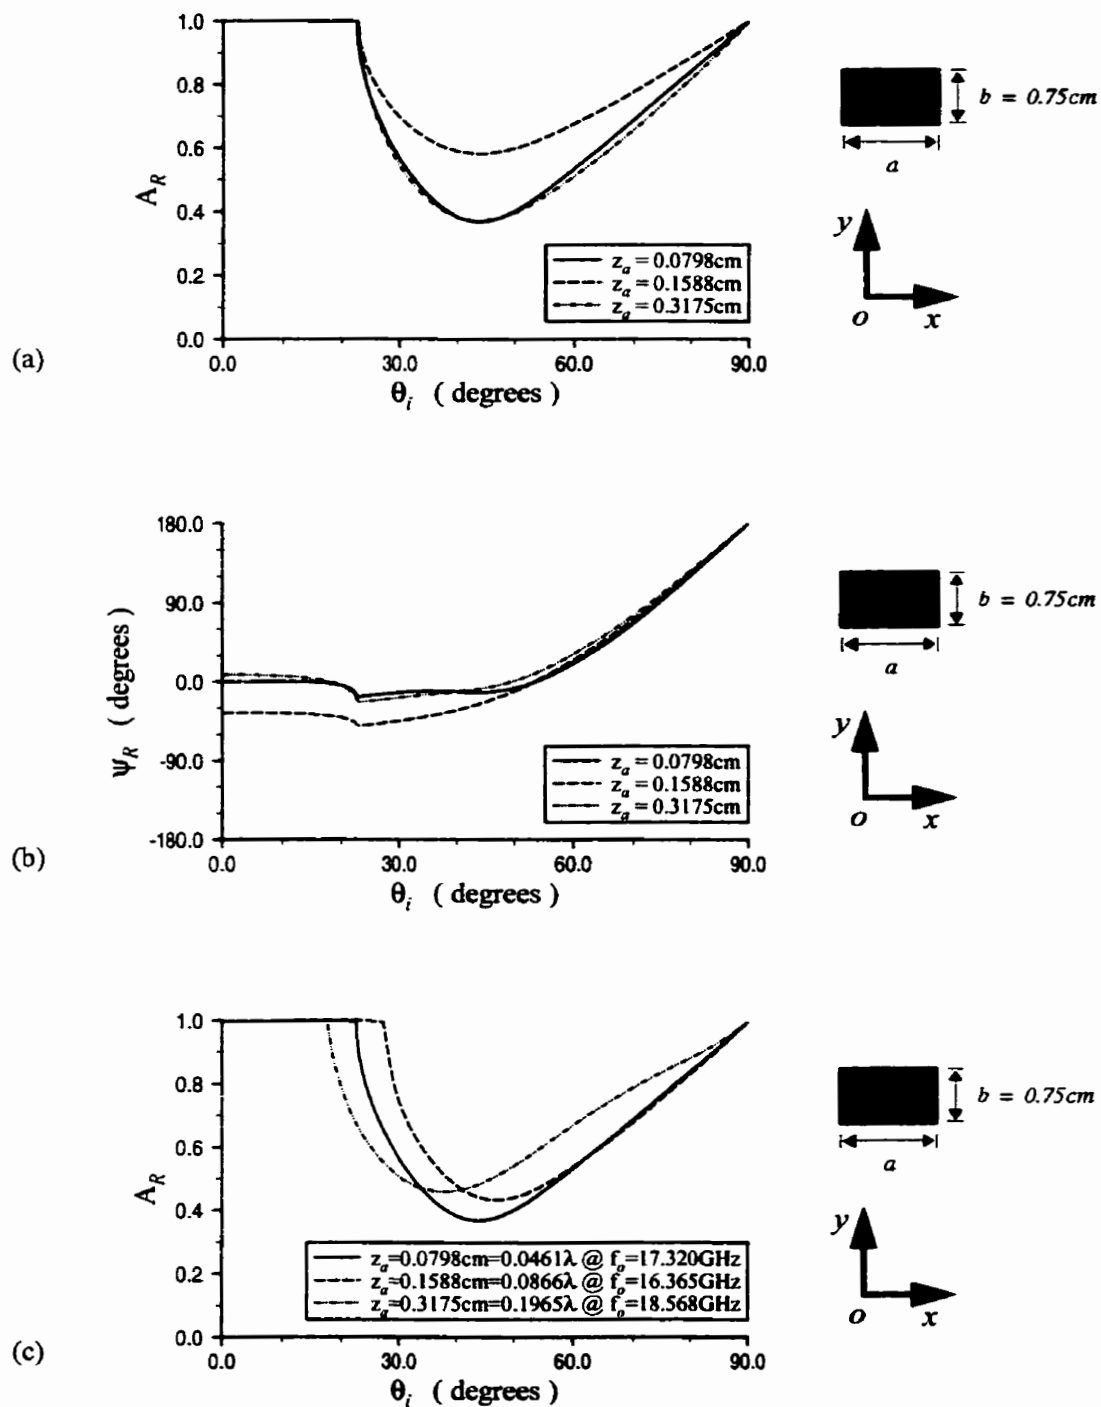 1.0
0.8
0.6
0.4
0.2
0.0
A_R
z_a = 0.0798cm
z_a = 0.1588cm
z_a = 0.3175cm
0.0 30.0 60.0 90.0
θ_i ( degrees )
(a)
b = 0.75cm
a
y
o x
180.0
90.0
0.0
-90.0
-180.0
Ψ_R ( degrees )
z_a = 0.0798cm
z_a = 0.1588cm
z_a = 0.3175cm
0.0 30.0 60.0 90.0
θ_i ( degrees )
(b)
b = 0.75cm
a
y
o x
1.0
0.8
0.6
0.4
0.2
0.0
A_R
z_a=0.0798cm=0.0461λ @ f_o=17.320GHz
z_a=0.1588cm=0.0866λ @ f_o=16.365GHz
z_a=0.3175cm=0.1965λ @ f_o=18.568GHz
0.0 30.0 60.0 90.0
θ_i ( degrees )
(c)
b = 0.75cm
a
y
o x